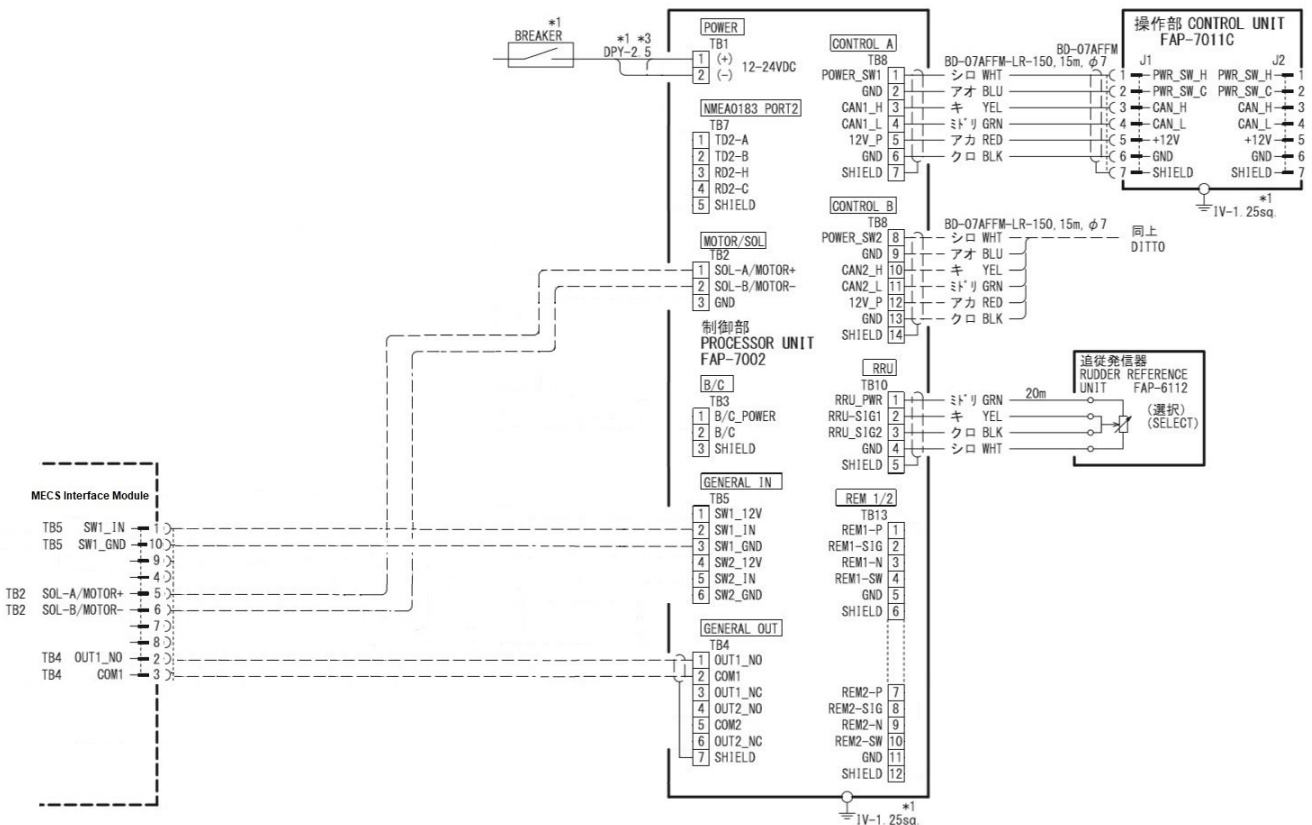 *1
BREAKER
*1 *3
DPY-2.5
POWER
TB1
1 (+)
2 (-)
12-24VDC
NMEA0183 PORT2
TB7
1 TD2-A
2 TD2-B
3 RD2-H
4 RD2-C
5 SHIELD
MOTOR/SOL
TB2
1 SOL-A/MOTOR+
2 SOL-B/MOTOR-
3 GND
制御部
PROCESSOR UNIT
FAP-7002
B/C
TB3
1 B/C_POWER
2 B/C
3 SHIELD
GENERAL IN
TB5
1 SW1_12V
2 SW1_IN
3 SW1_GND
4 SW2_12V
5 SW2_IN
6 SW2_GND
GENERAL OUT
TB4
1 OUT1_NO
2 COM1
3 OUT1_NC
4 OUT2_NO
5 COM2
6 OUT2_NC
7 SHIELD
CONTROL A
TB8
POWER_SW1 1
GND 2
CAN1_H 3
CAN1_L 4
12V_P 5
GND 6
SHIELD 7
BD-07AFFM-LR-150, 15m, φ7
シロ WHT
アオ BLU
キ YEL
ミドリ GRN
アカ RED
クロ BLK
BD-07AFFM
操作部 CONTROL UNIT
FAP-7011C
J1 J2
1 PWR_SW_H PWR_SW_H 1
2 PWR_SW_C PWR_SW_C 2
3 CAN_H CAN_H 3
4 CAN_L CAN_L 4
5 +12V +12V 5
6 GND GND 6
7 SHIELD SHIELD 7
*1
IV-1.25sq.
CONTROL B
TB8
POWER_SW2 8
GND 9
CAN2_H 10
CAN2_L 11
12V_P 12
GND 13
SHIELD 14
BD-07AFFM-LR-150, 15m, φ7
シロ WHT
アオ BLU
キ YEL
ミドリ GRN
アカ RED
クロ BLK
同上
DITTO
RRU
TB10
RRU_PWR 1
RRU-SIG1 2
RRU_SIG2 3
GND 4
SHIELD 5
ミドリ GRN
キ YEL
クロ BLK
シロ WHT
20m
追従発信器
RUDDER REFERENCE
UNIT FAP-6112
(選択)
(SELECT)
REM 1/2
TB13
REM1-P 1
REM1-SIG 2
REM1-N 3
REM1-SW 4
GND 5
SHIELD 6
REM2-P 7
REM2-SIG 8
REM2-N 9
REM2-SW 10
GND 11
SHIELD 12
*1
IV-1.25sq.
MECS Interface Module
TB5 SW1_IN 1
TB5 SW1_GND 10
9
4
TB2 SOL-A/MOTOR+ 5
TB2 SOL-B/MOTOR- 6
7
8
TB4 OUT1_NO 2
TB4 COM1 3